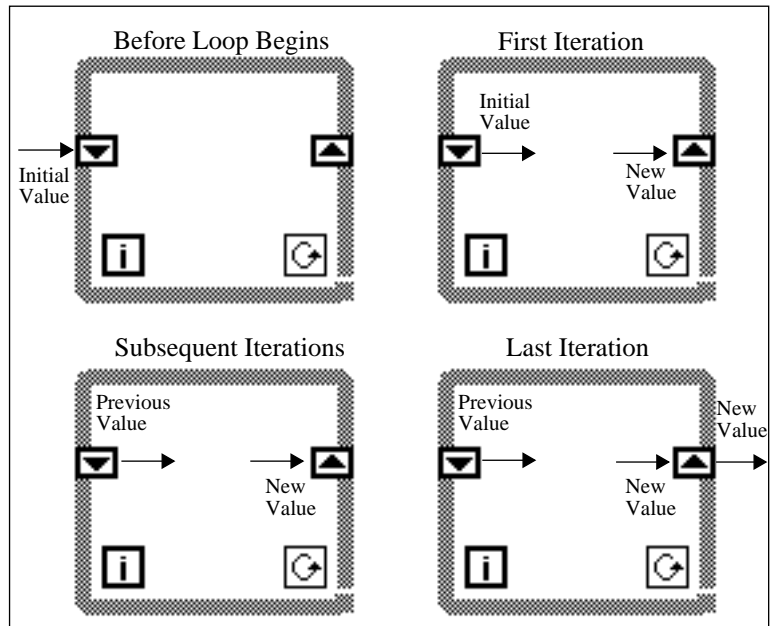 Before Loop Begins
Initial
Value
i
First Iteration
Initial
Value
New
Value
i
Subsequent Iterations
Previous
Value
New
Value
i
Last Iteration
Previous
Value
New
Value
New
Value
i